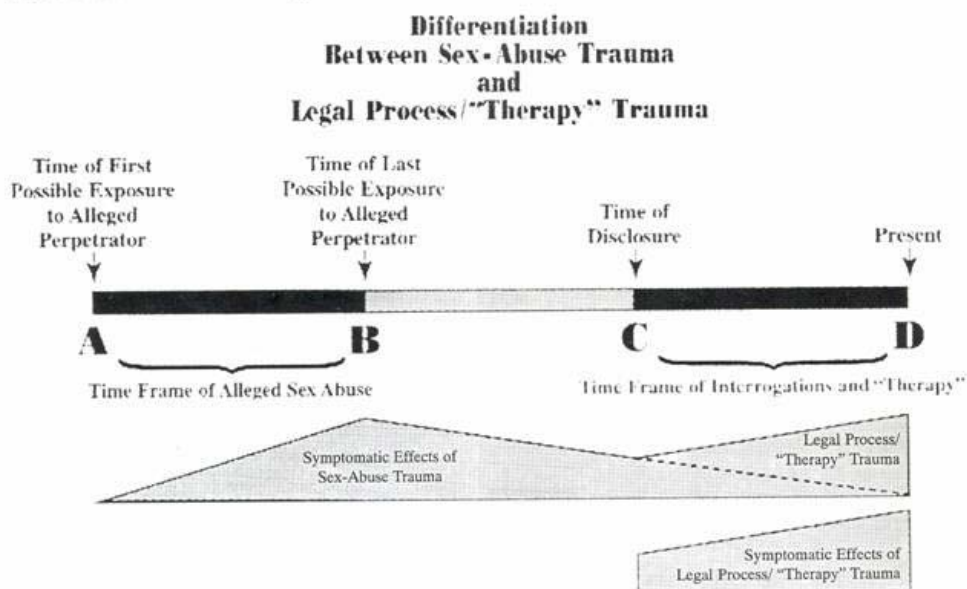 Differentiation
Between Sex-Abuse Trauma
and
Legal Process/"Therapy" Trauma
Time of First
Possible Exposure
to Alleged
Perpetrator
Time of Last
Possible Exposure
to Alleged
Perpetrator
Time of
Disclosure
Present
A
B
C
D
Time Frame of Alleged Sex Abuse
Time Frame of Interrogations and "Therapy"
Symptomatic Effects of
Sex-Abuse Trauma
Legal Process/
"Therapy" Trauma
Symptomatic Effects of
Legal Process/ "Therapy" Trauma